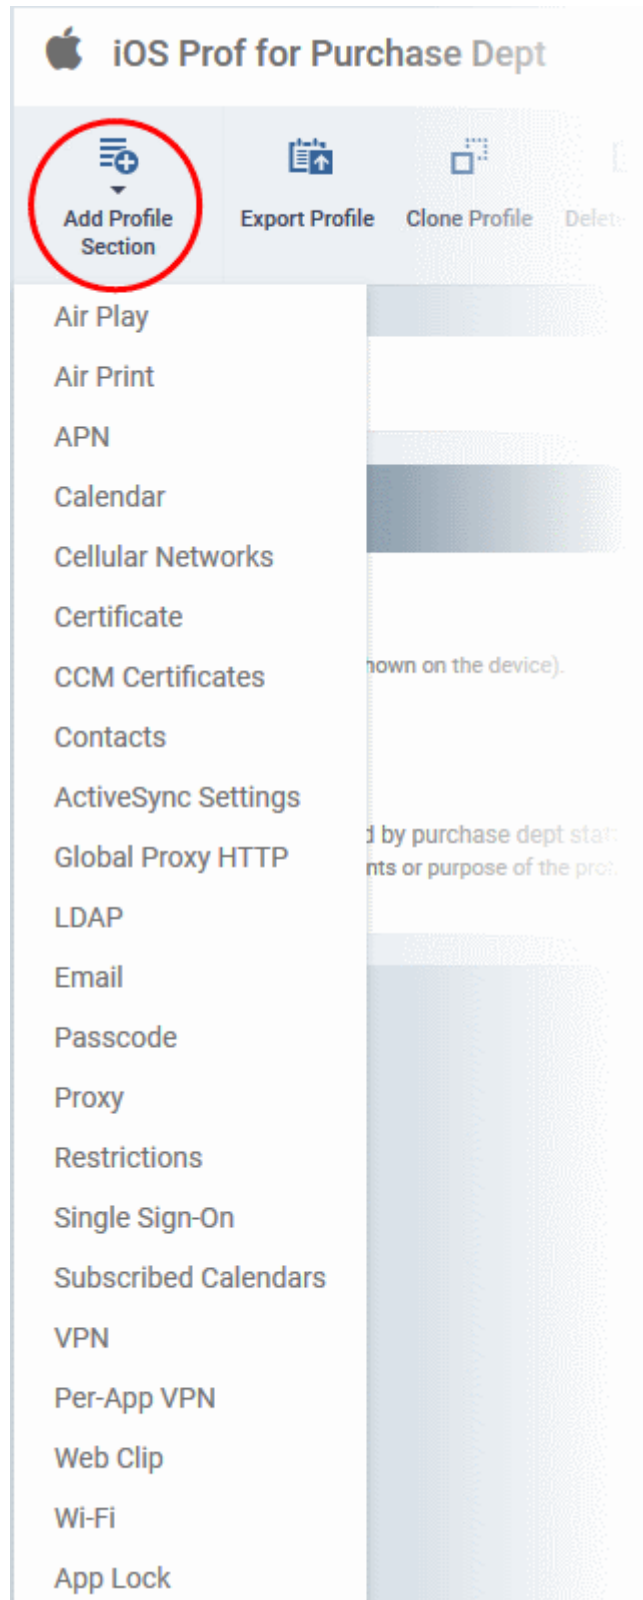 iOS Prof for Purchase Dept
Add Profile
Section
Export Profile
Clone Profile
Air Play
Air Print
APN
Calendar
Cellular Networks
Certificate
CCM Certificates
hown on the device).
Contacts
ActiveSync Settings
d by purchase dept
Global Proxy HTTP
nts or purpose of the
LDAP
Email
Passcode
Proxy
Restrictions
Single Sign-On
Subscribed Calendars
VPN
Per-App VPN
Web Clip
Wi-Fi
App Lock